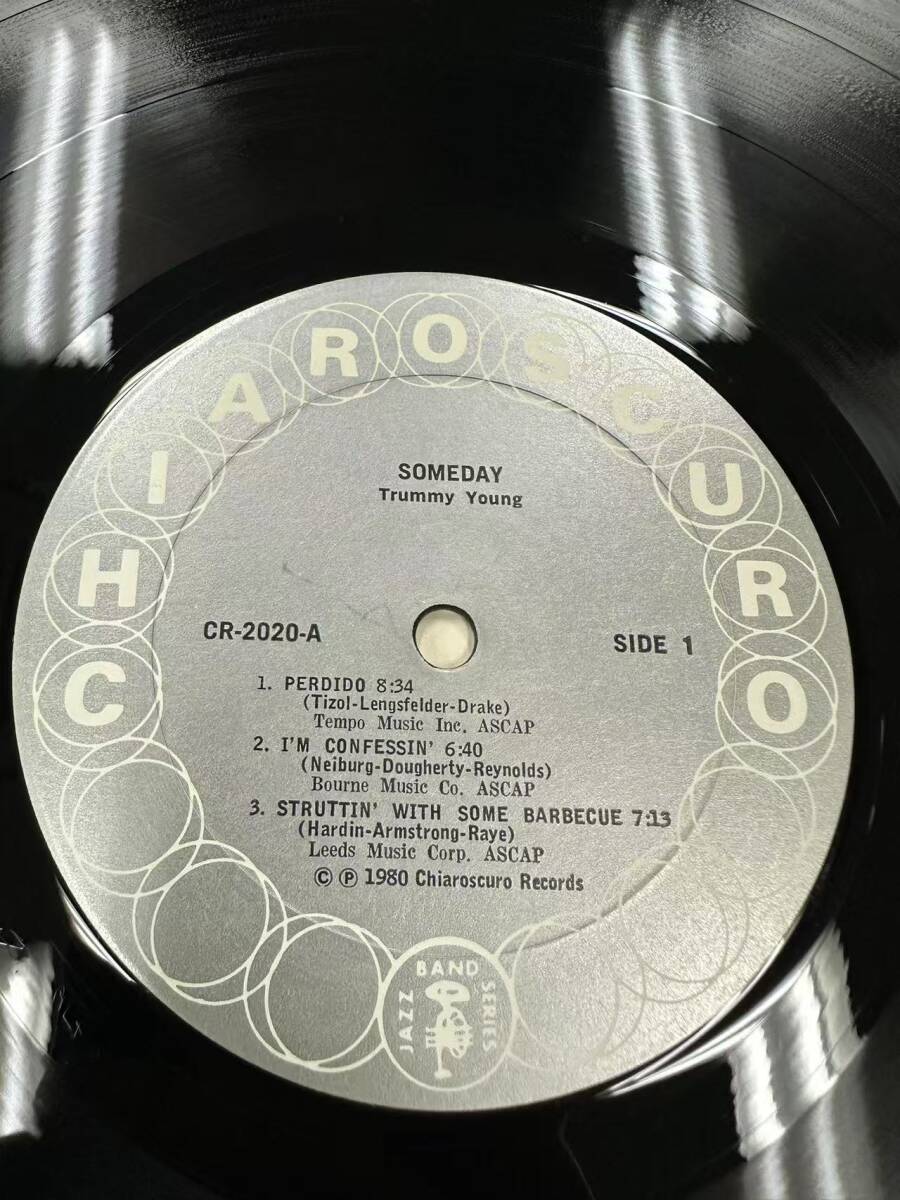 CHIAROSCURO
SOMEDAY
Trummy Young
CR-2020-A
SIDE 1
1. PERDIDO 8:34
(Tizol-Lengsfelder-Drake)
Tempo Music Inc. ASCAP
2. I'M CONFESSIN' 6:40
(Neiburg-Dougherty-Reynolds)
Bourne Music Co. ASCAP
3. STRUTTIN' WITH SOME BARBECUE 7:13
(Hardin-Armstrong-Raye)
Leeds Music Corp. ASCAP
© ℗ 1980 Chiaroscuro Records
JAZZ BAND SERIES